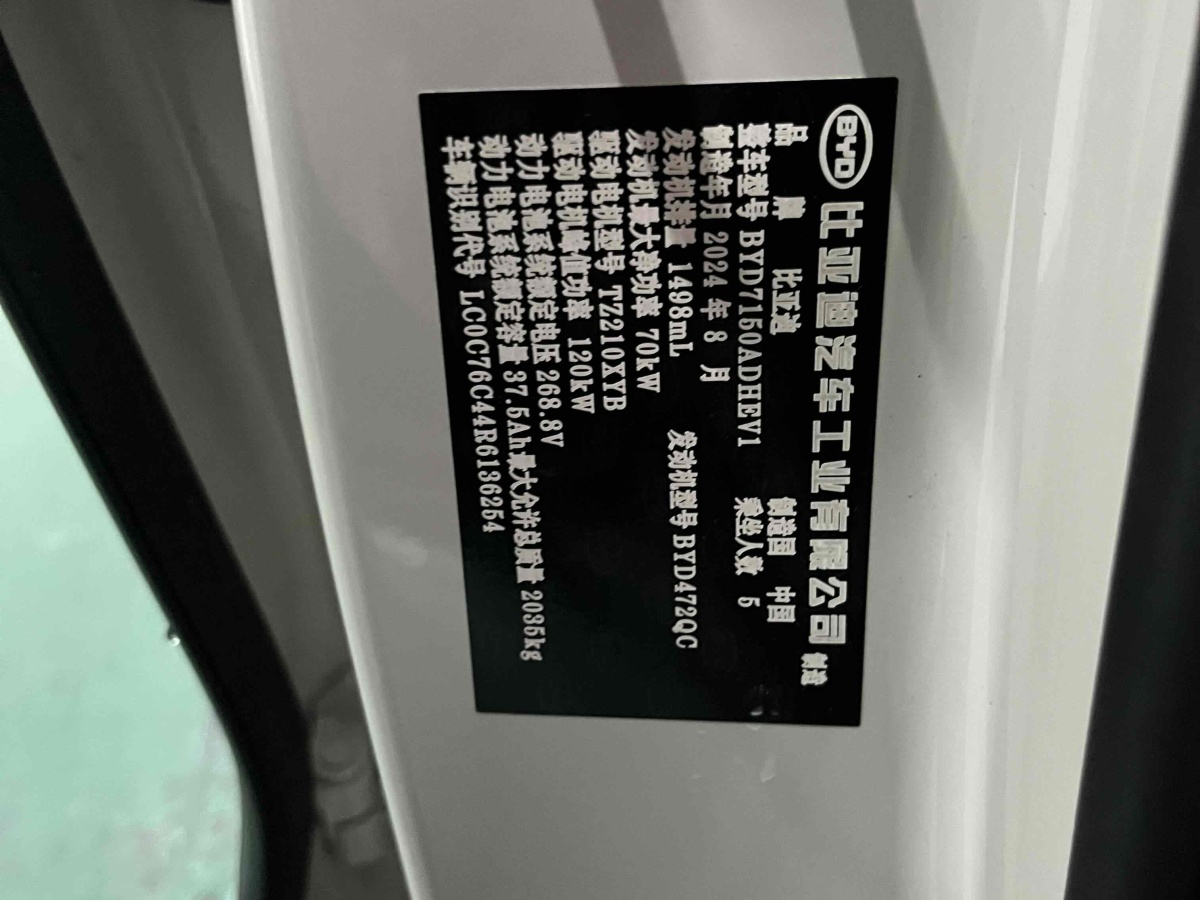 BYD 比亚迪汽车工业有限公司 制造
品 牌 比亚迪 制造国 中国
整车型号 BYD7150ADHEV1 乘坐人数 5
制造年月 2024 年 8 月
发动机排量 1498mL 发动机型号 BYD472QC
发动机最大净功率 70kW
驱动电机型号 TZ210XYB
驱动电机峰值功率 120kW
动力电池系统额定电压 268.8V
动力电池系统额定容量 37.5Ah 最大允许总质量 2035kg
车辆识别代号 LC0C76C44R6136254